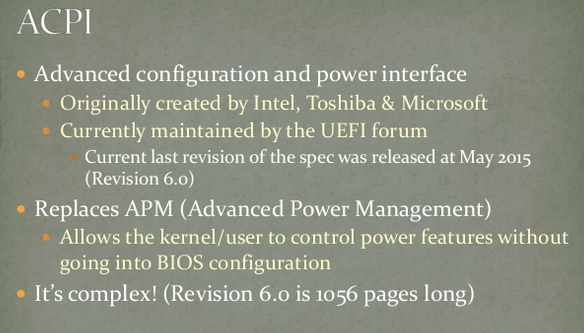 ACPI
Advanced configuration and power interface
Originally created by Intel, Toshiba & Microsoft
Currently maintained by the UEFI forum
Current last revision of the spec was released at May 2015
(Revision 6.0)
Replaces APM (Advanced Power Management)
Allows the kernel/user to control power features without
going into BIOS configuration
It's complex! (Revision 6.0 is 1056 pages long)